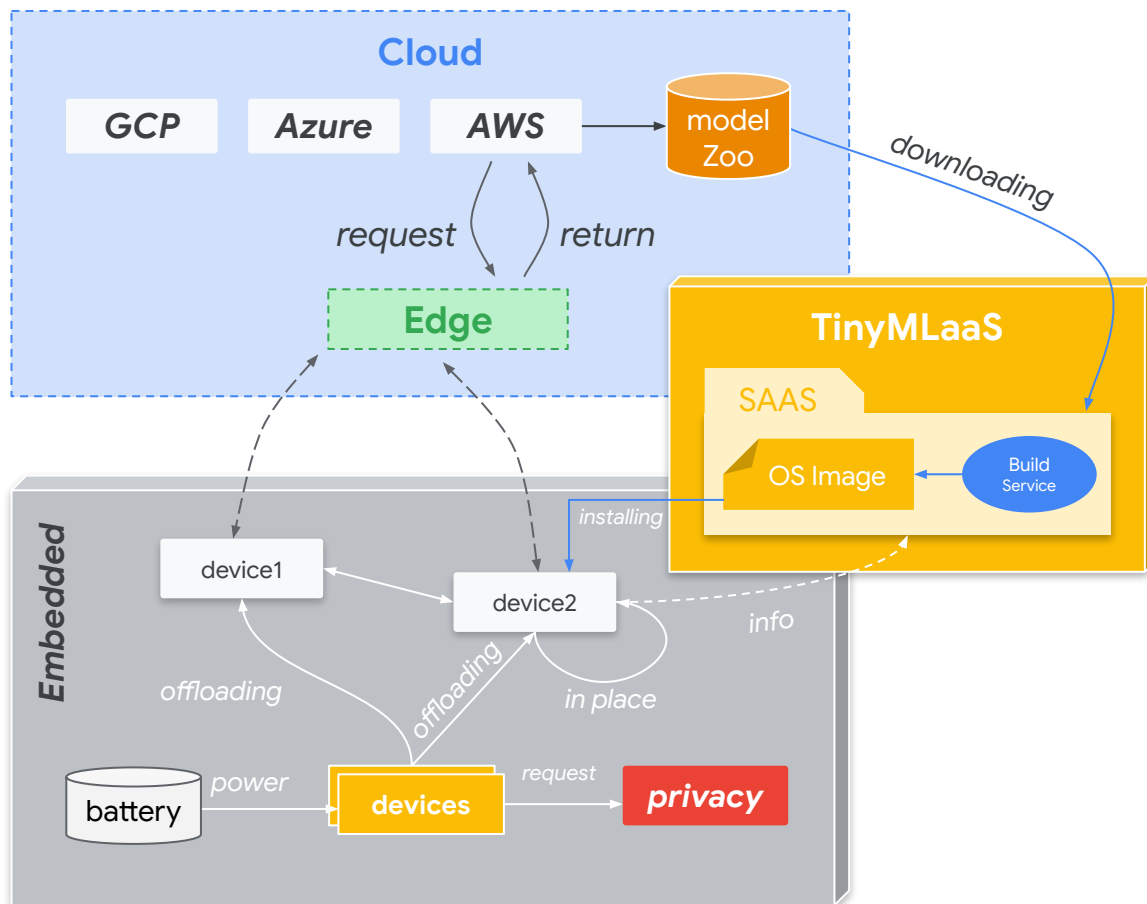 Cloud
GCP
Azure
AWS
model
Zoo
downloading
request
return
Edge
TinyMLaaS
SAAS
OS Image
Build
Service
installing
Embedded
device1
device2
info
offloading
offloading
in place
power
request
battery
devices
privacy